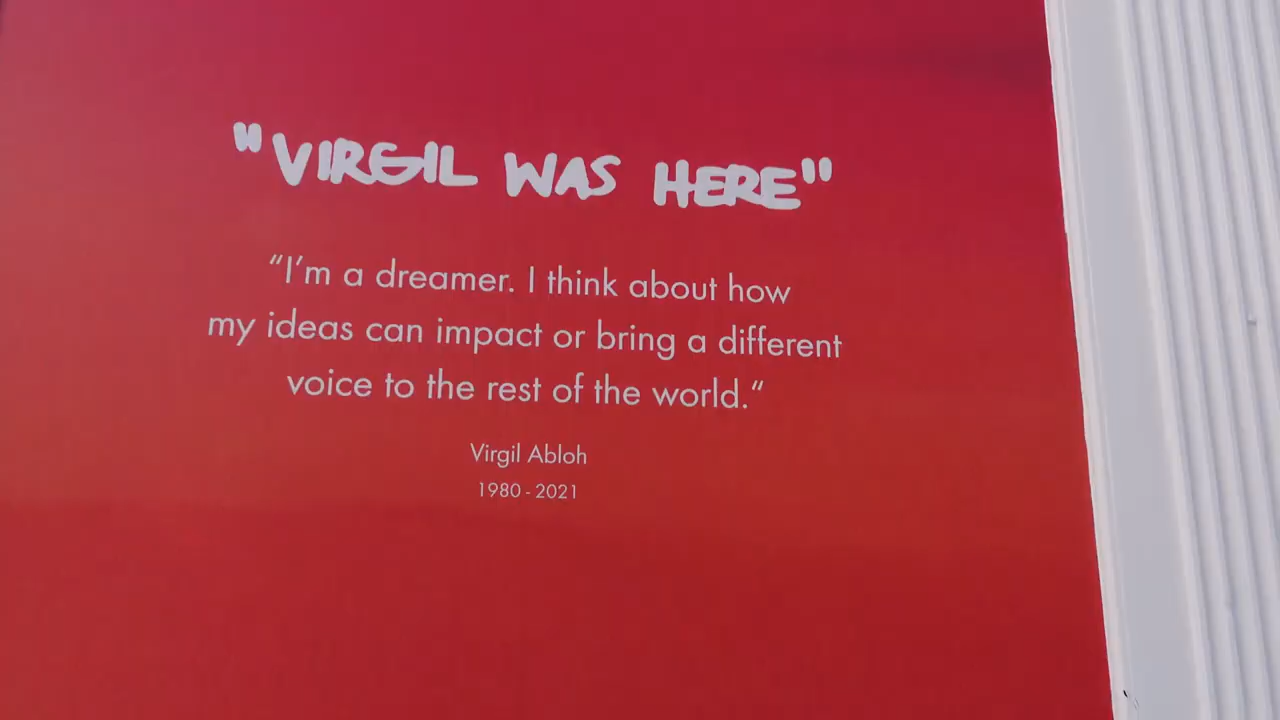 "VIRGIL WAS HERE"
“I’m a dreamer. I think about how
my ideas can impact or bring a different
voice to the rest of the world.“
Virgil Abloh
1980 - 2021